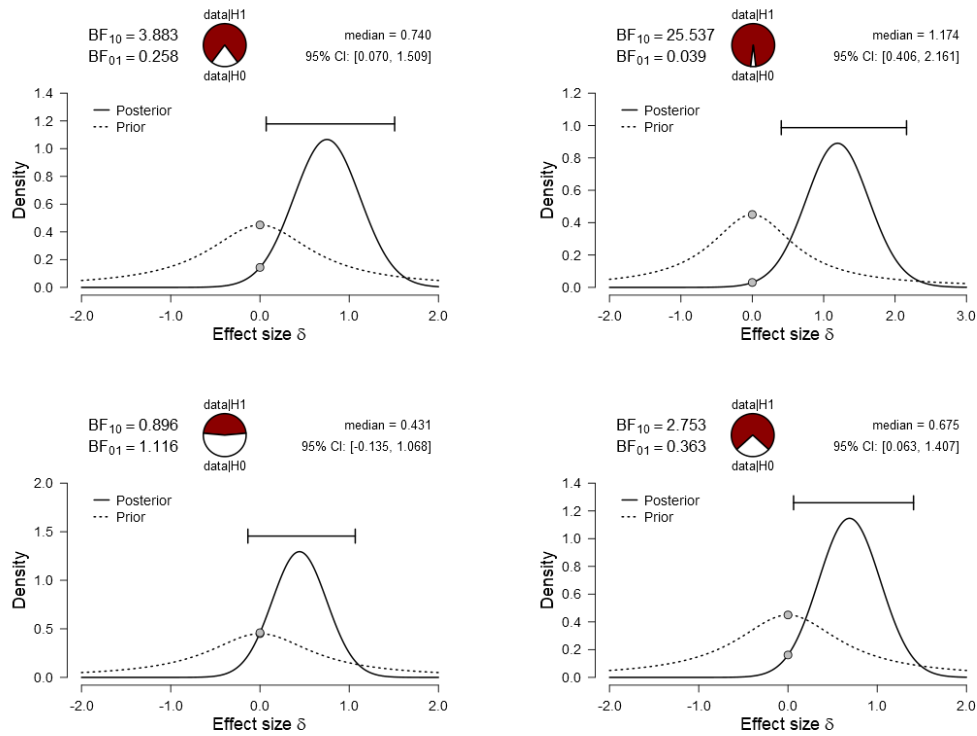 data|H1
BF10 = 3.883
BF01 = 0.258
median = 0.740
95% CI: [0.070, 1.509]
data|H0
Posterior
Prior
1.4
1.2
1.0
0.8
0.6
0.4
0.2
0.0
Density
-2.0 -1.0 0.0 1.0 2.0
Effect size δ
data|H1
BF10 = 25.537
BF01 = 0.039
median = 1.174
95% CI: [0.406, 2.161]
data|H0
Posterior
Prior
1.2
1.0
0.8
0.6
0.4
0.2
0.0
Density
-2.0 -1.0 0.0 1.0 2.0 3.0
Effect size δ
data|H1
BF10 = 0.896
BF01 = 1.116
median = 0.431
95% CI: [-0.135, 1.068]
data|H0
Posterior
Prior
2.0
1.5
1.0
0.5
0.0
Density
-2.0 -1.0 0.0 1.0 2.0
Effect size δ
data|H1
BF10 = 2.753
BF01 = 0.363
median = 0.675
95% CI: [0.063, 1.407]
data|H0
Posterior
Prior
1.4
1.2
1.0
0.8
0.6
0.4
0.2
0.0
Density
-2.0 -1.0 0.0 1.0 2.0
Effect size δ